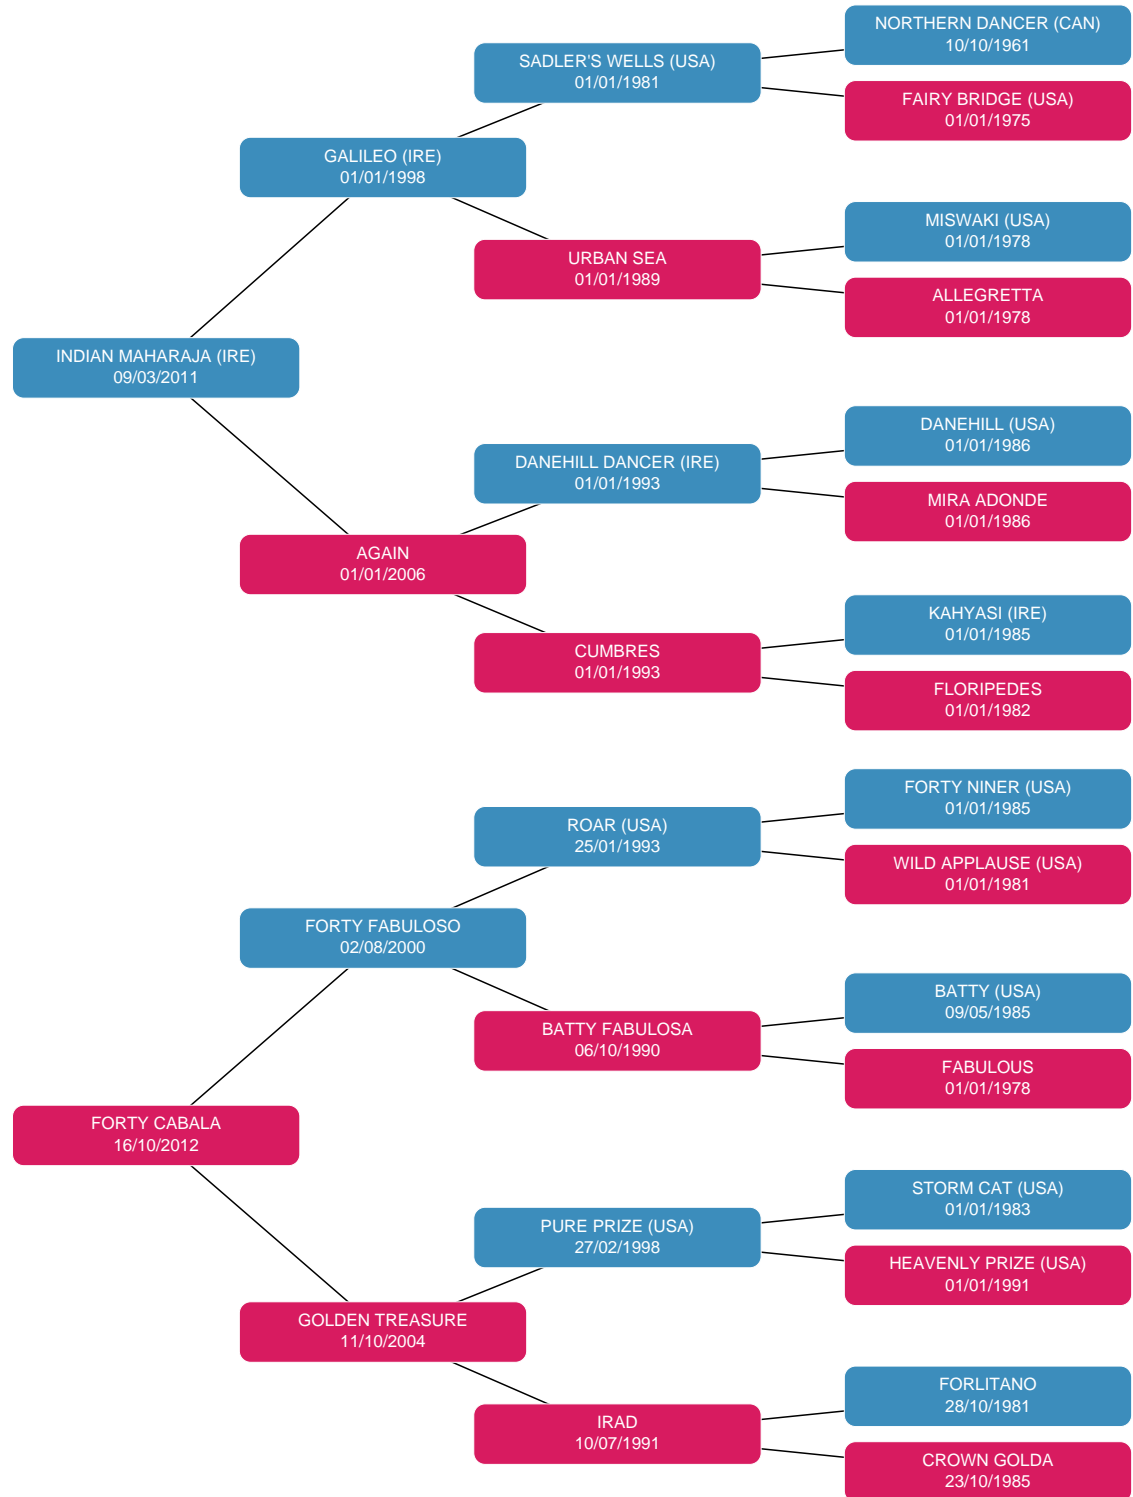 NORTHERN DANCER (CAN)
10/10/1961
SADLER'S WELLS (USA)
01/01/1981
FAIRY BRIDGE (USA)
01/01/1975
GALILEO (IRE)
01/01/1998
MISWAKI (USA)
01/01/1978
URBAN SEA
01/01/1989
ALLEGRETTA
01/01/1978
INDIAN MAHARAJA (IRE)
09/03/2011
DANEHILL (USA)
01/01/1986
DANEHILL DANCER (IRE)
01/01/1993
MIRA ADONDE
01/01/1986
AGAIN
01/01/2006
KAHYASI (IRE)
01/01/1985
CUMBRES
01/01/1993
FLORIPEDES
01/01/1982
FORTY NINER (USA)
01/01/1985
ROAR (USA)
25/01/1993
WILD APPLAUSE (USA)
01/01/1981
FORTY FABULOSO
02/08/2000
BATTY (USA)
09/05/1985
BATTY FABULOSA
06/10/1990
FABULOUS
01/01/1978
FORTY CABALA
16/10/2012
STORM CAT (USA)
01/01/1983
PURE PRIZE (USA)
27/02/1998
HEAVENLY PRIZE (USA)
01/01/1991
GOLDEN TREASURE
11/10/2004
FORLITANO
28/10/1981
IRAD
10/07/1991
CROWN GOLDA
23/10/1985